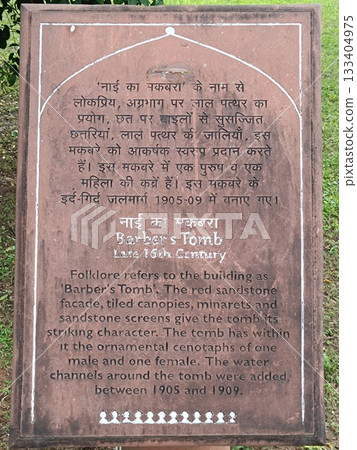 'नाई का मकबरा' के नाम से
लोकप्रिय, अग्रभाग पर लाल पत्थर का
प्रयोग, छत पर टाइलों से सुसज्जित
छतरियां, लाल पत्थर की जालियाँ, इस
मकबरे को आकर्षक स्वरूप प्रदान करते
हैं। इस मकबरे में एक पुरुष व एक
महिला की कब्रें हैं। इस मकबरे के
इर्द-गिर्द जलमार्ग 1905-09 में बनाए गए।
नाई का मकबरा
Barber's Tomb
Late 16th Century
Folklore refers to the building as
'Barber's Tomb'. The red sandstone
facade, tiled canopies, minarets and
sandstone screens give the tomb its
striking character. The tomb has within
it the ornamental cenotaphs of one
male and one female. The water
channels around the tomb were added,
between 1905 and 1909.
PIXTA
133404975